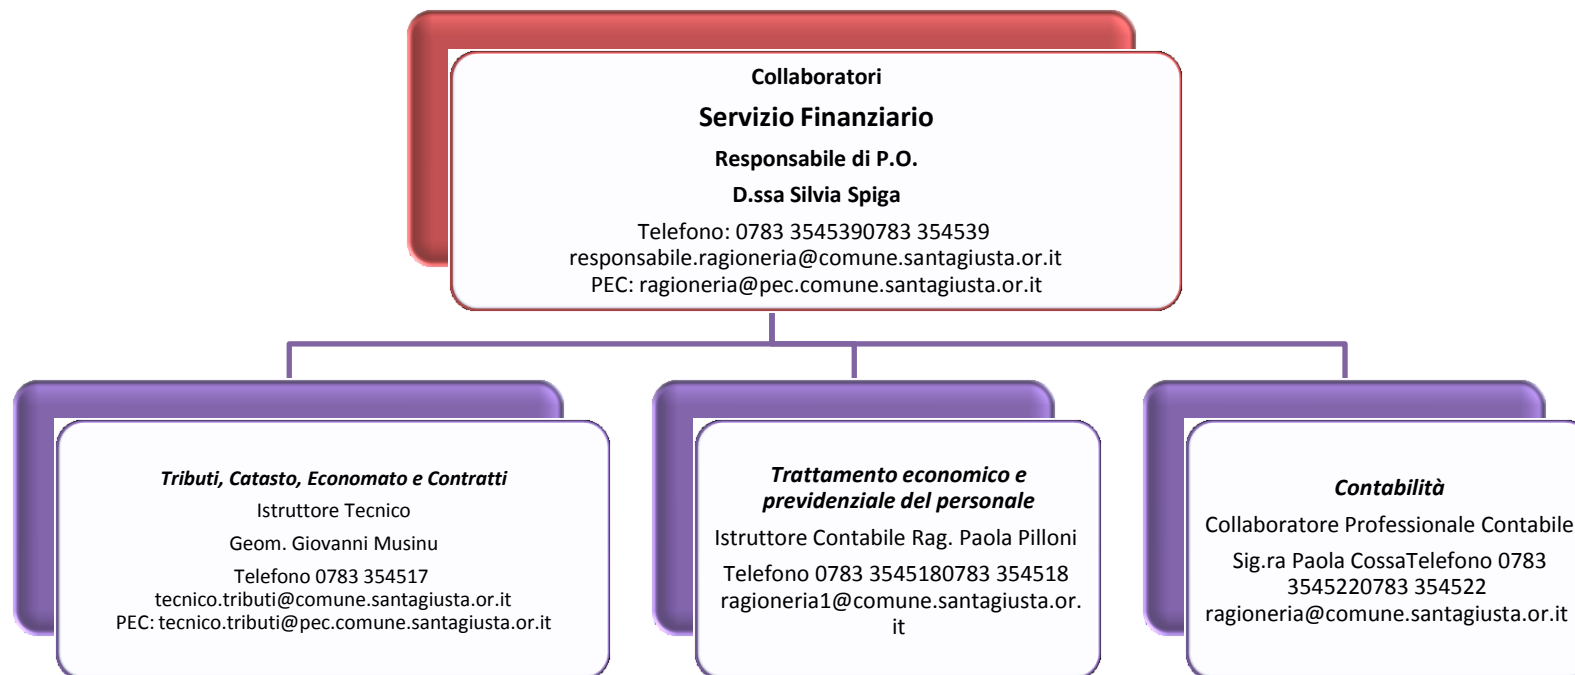 Collaboratori
Servizio Finanziario
Responsabile di P.O.
D.ssa Silvia Spiga
Telefono: 0783 3545390783 354539
responsabile.ragioneria@comune.santagiusta.or.it
PEC: ragioneria@pec.comune.santagiusta.or.it
Tributi, Catasto, Economato e Contratti
Istruttore Tecnico
Geom. Giovanni Musinu
Telefono 0783 354517
tecnico.tributi@comune.santagiusta.or.it
PEC: tecnico.tributi@pec.comune.santagiusta.or.it
Trattamento economico e
previdenziale del personale
Istruttore Contabile Rag. Paola Pilloni
Telefono 0783 3545180783 354518
ragioneria1@comune.santagiusta.or.
it
Contabilità
Collaboratore Professionale Contabile
Sig.ra Paola CossaTelefono 0783
3545220783 354522
ragioneria@comune.santagiusta.or.it